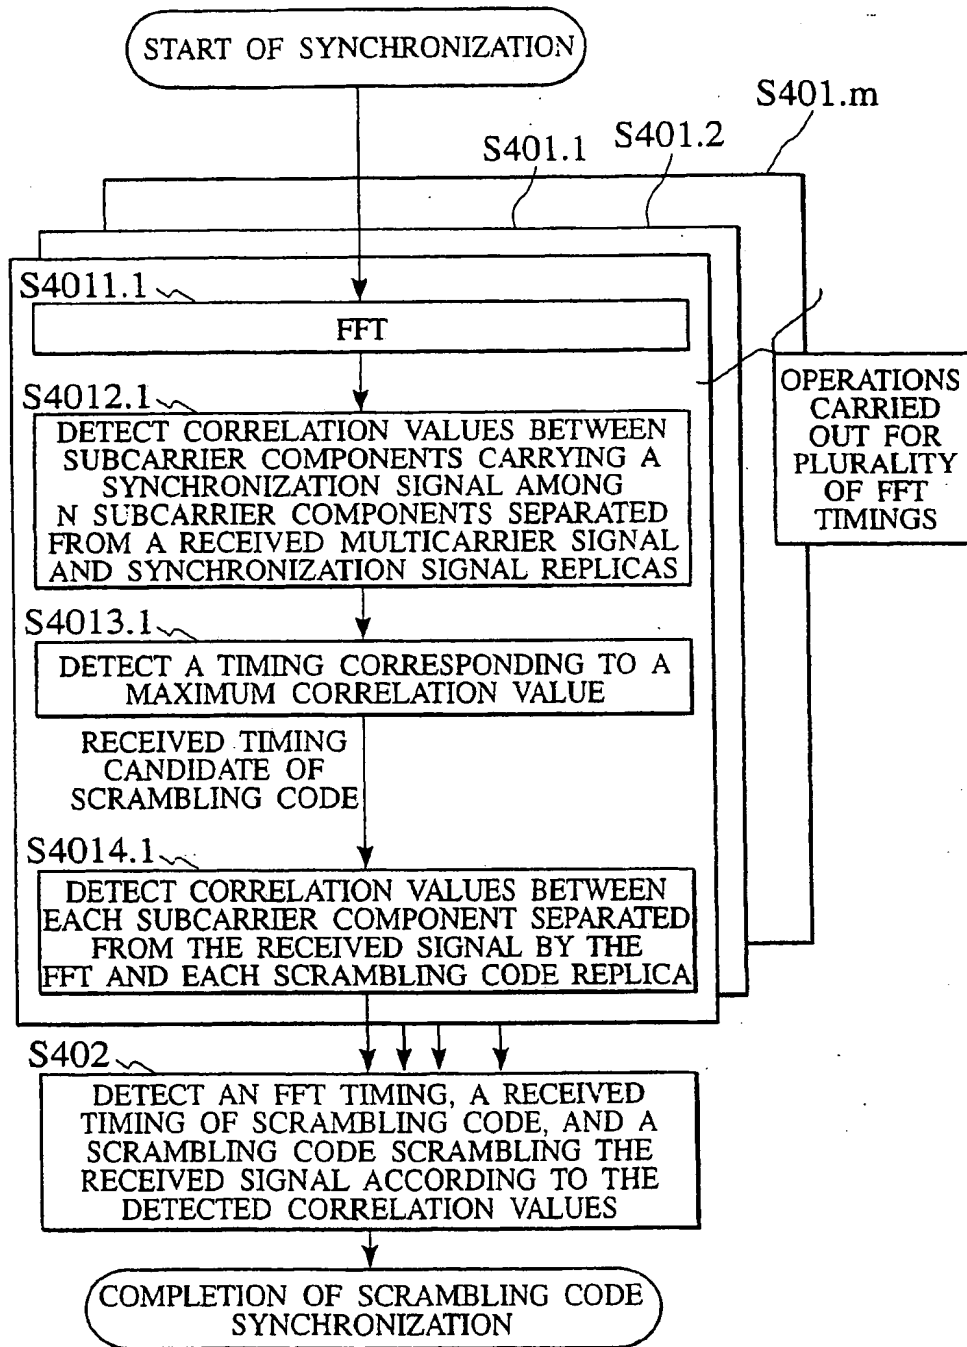 START OF SYNCHRONIZATION
S401.m
S401.2
S401.1
S4011.1
FFT
S4012.1
DETECT CORRELATION VALUES BETWEEN
SUBCARRIER COMPONENTS CARRYING A
SYNCHRONIZATION SIGNAL AMONG
N SUBCARRIER COMPONENTS SEPARATED
FROM A RECEIVED MULTICARRIER SIGNAL
AND SYNCHRONIZATION SIGNAL REPLICAS
OPERATIONS
CARRIED
OUT FOR
PLURALITY
OF FFT
TIMINGS
S4013.1
DETECT A TIMING CORRESPONDING TO A
MAXIMUM CORRELATION VALUE
RECEIVED TIMING
CANDIDATE OF
SCRAMBLING CODE
S4014.1
DETECT CORRELATION VALUES BETWEEN
EACH SUBCARRIER COMPONENT SEPARATED
FROM THE RECEIVED SIGNAL BY THE
FFT AND EACH SCRAMBLING CODE REPLICA
S402
DETECT AN FFT TIMING, A RECEIVED
TIMING OF SCRAMBLING CODE, AND A
SCRAMBLING CODE SCRAMBLING THE
RECEIVED SIGNAL ACCORDING TO THE
DETECTED CORRELATION VALUES
COMPLETION OF SCRAMBLING CODE
SYNCHRONIZATION